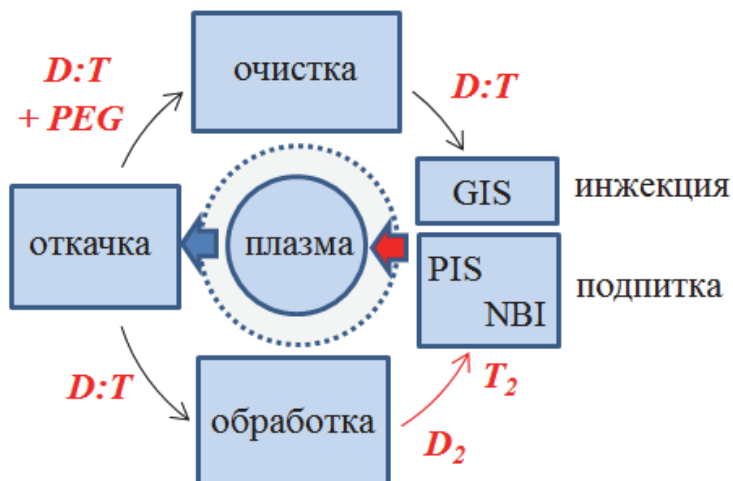 D:T
+ PEG
очистка
D:T
GIS
инжекция
откачка
плазма
PIS
NBI
подпитка
D:T
обработка
T₂
D₂